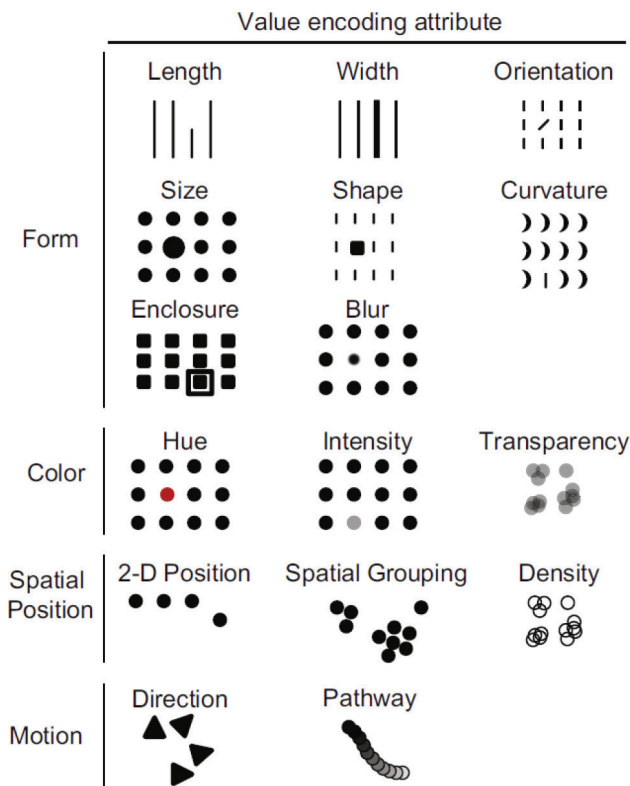 Value encoding attribute
Length Width Orientation
Form
Size Shape Curvature
Enclosure Blur
Color
Hue Intensity Transparency
Spatial
Position
2-D Position Spatial Grouping Density
Motion
Direction Pathway